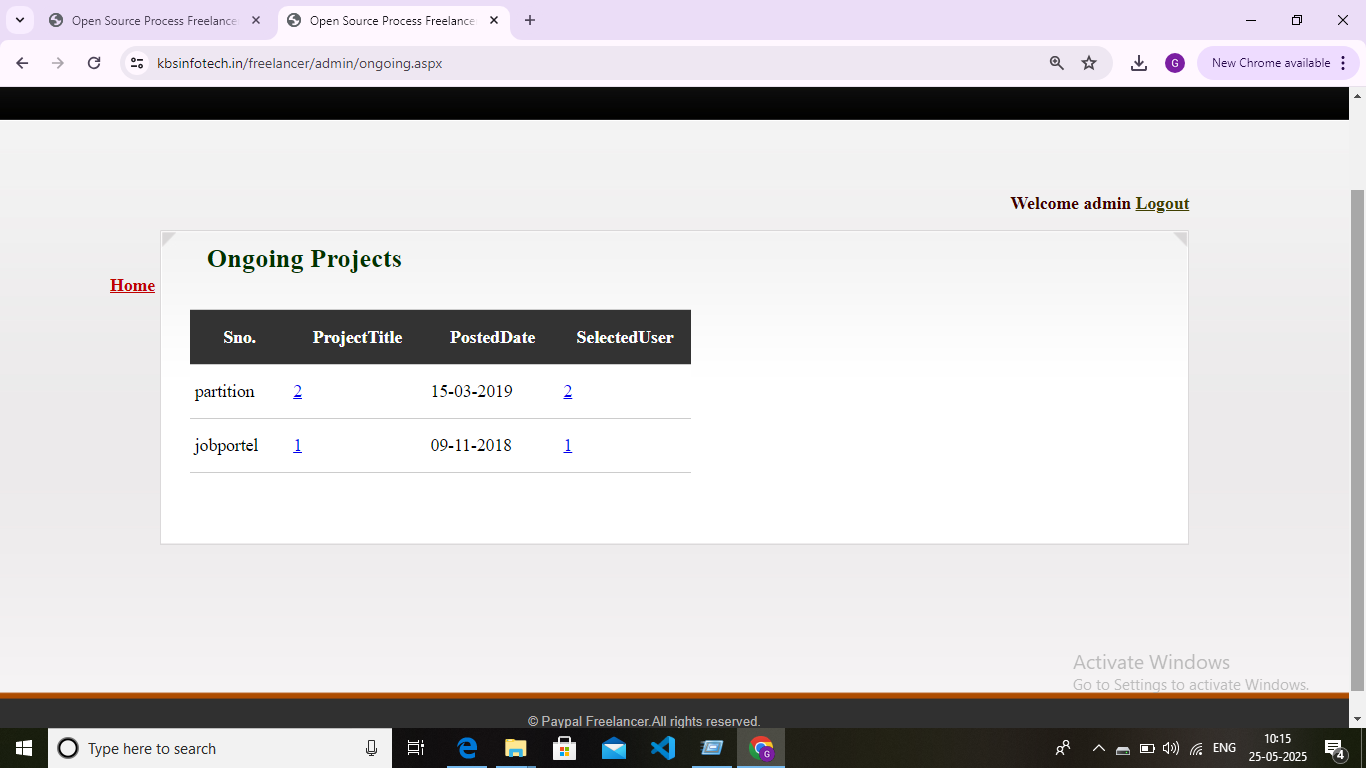 Open Source Process Freelance
Open Source Process Freelance
kbsinfotech.in/freelancer/admin/ongoing.aspx
G
New Chrome available
Welcome admin Logout
Ongoing Projects
Home
Sno. ProjectTitle PostedDate SelectedUser
partition 2 15-03-2019 2
jobportel 1 09-11-2018 1
Activate Windows
Go to Settings to activate Windows.
© Paypal Freelancer.All rights reserved.
Type here to search
G
ENG
10:15
25-05-2025
4